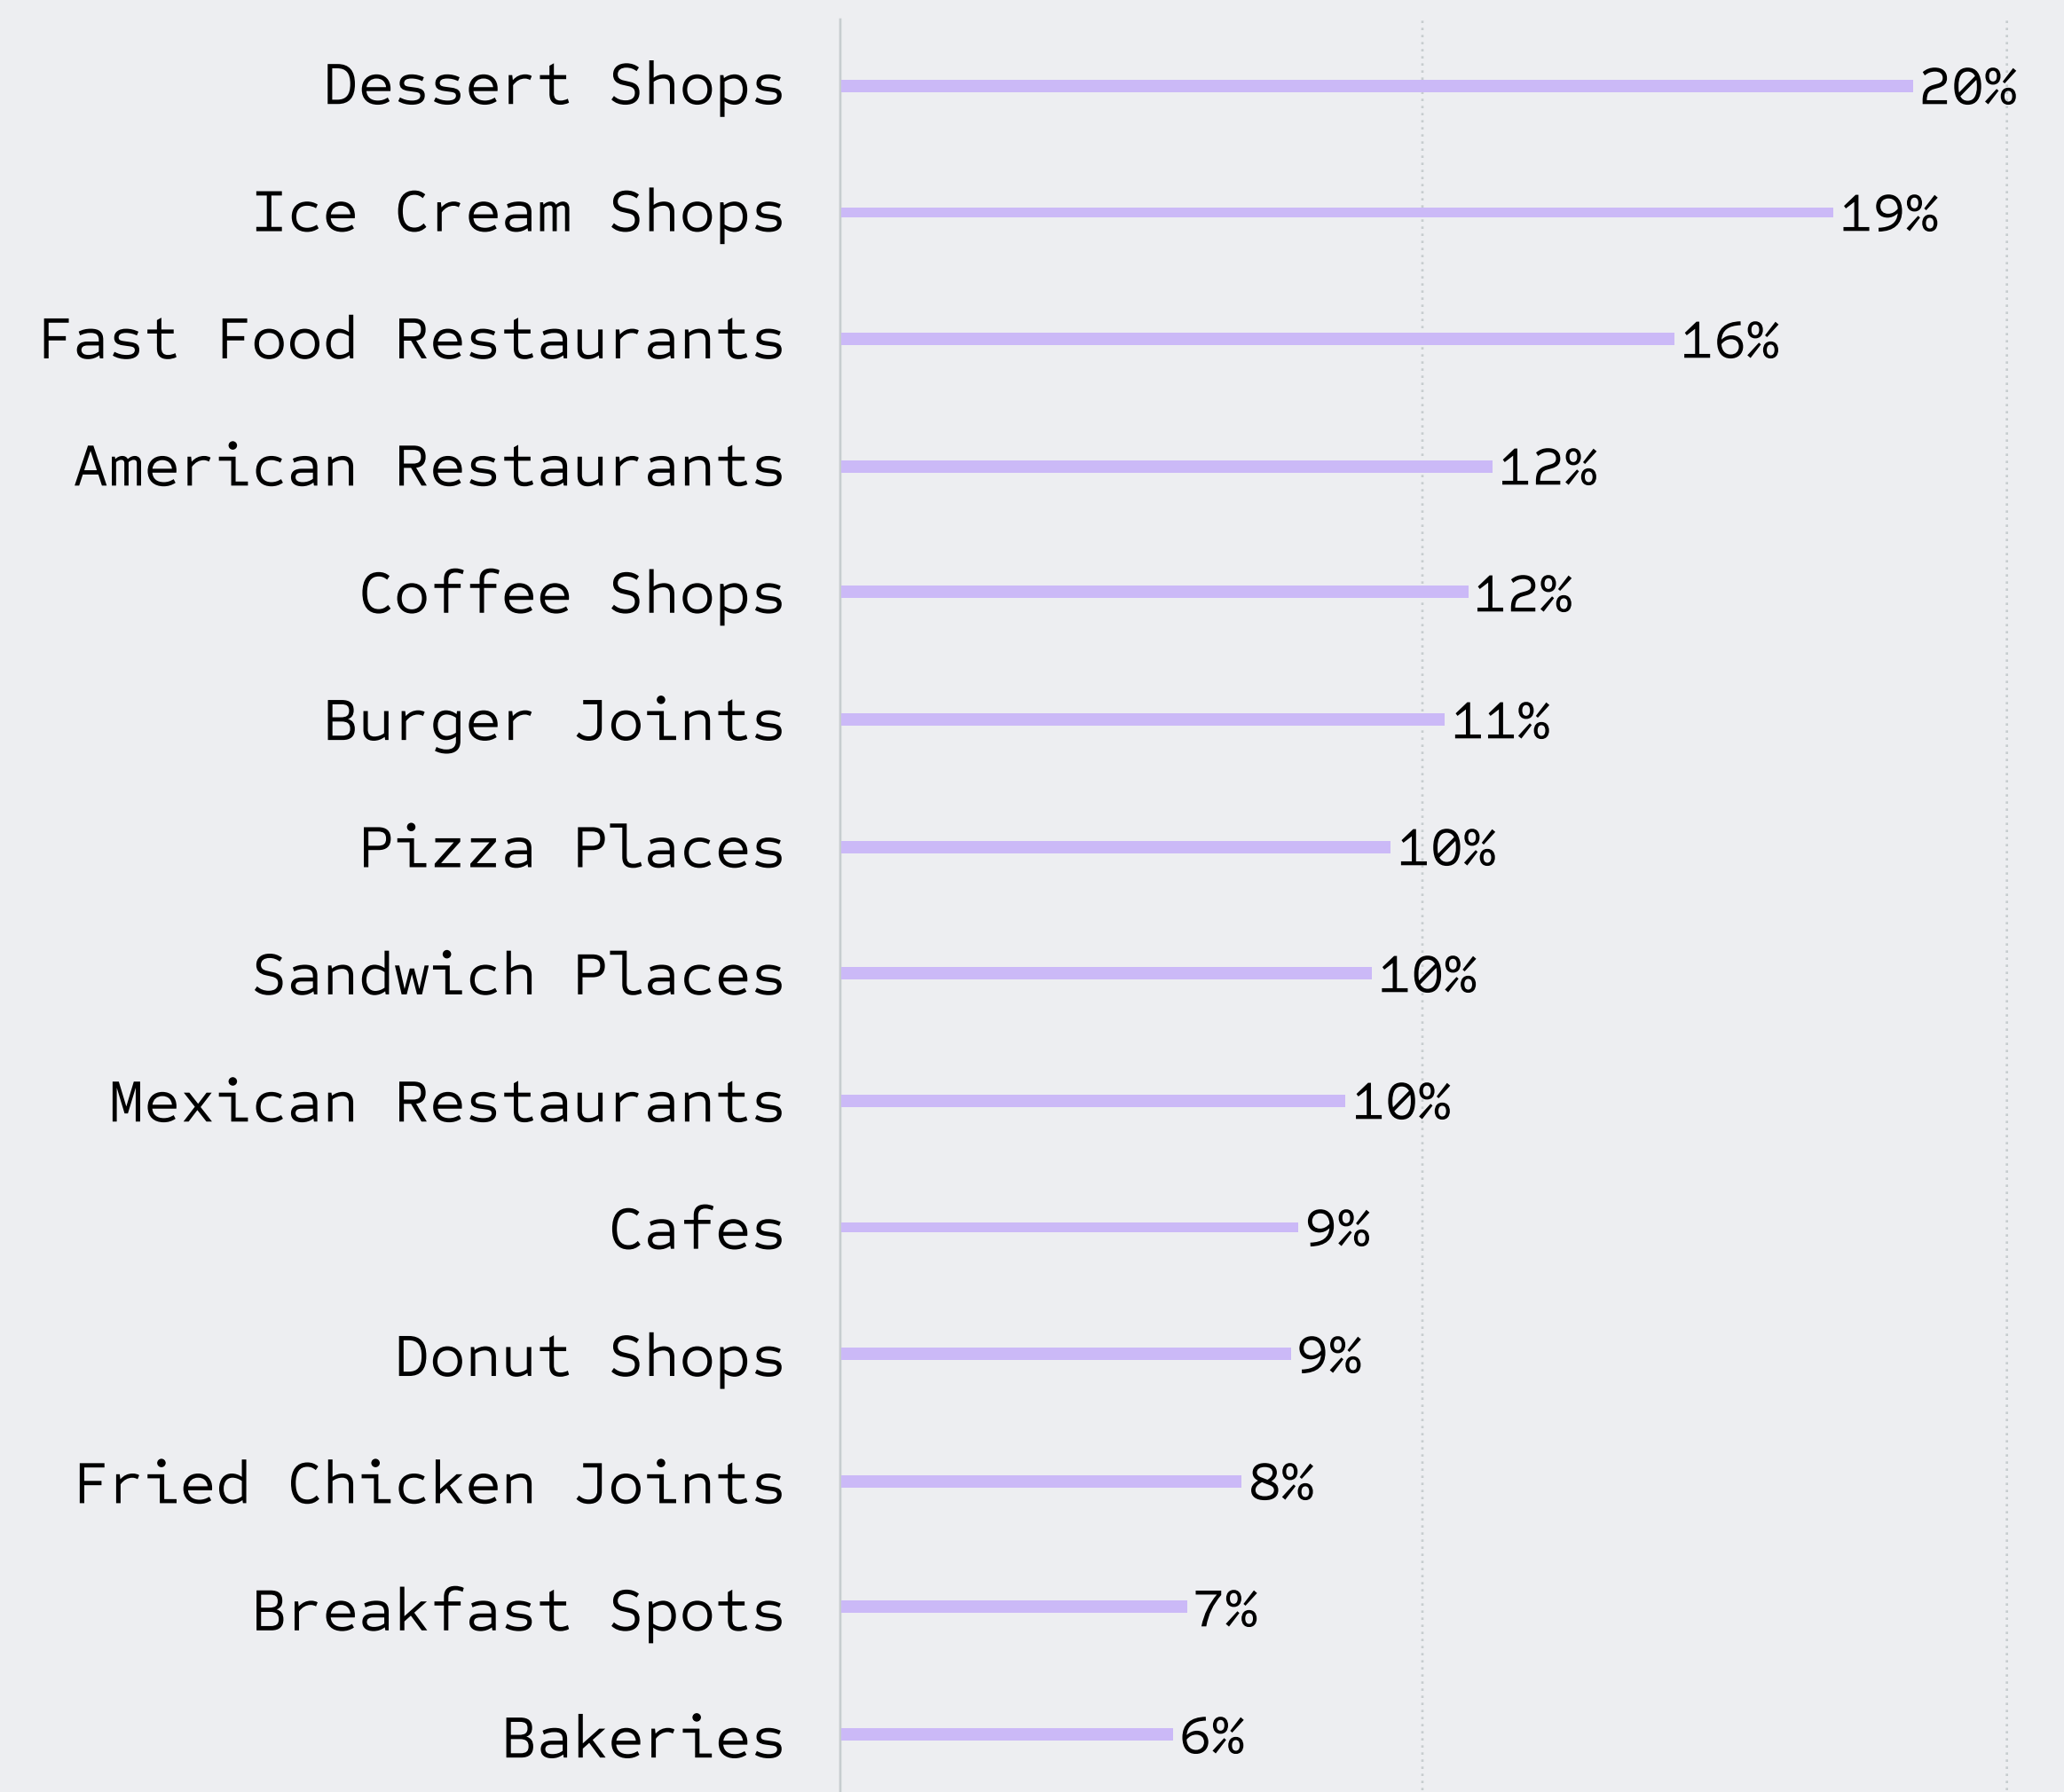 Dessert Shops 20%
Ice Cream Shops 19%
Fast Food Restaurants 16%
American Restaurants 12%
Coffee Shops 12%
Burger Joints 11%
Pizza Places 10%
Sandwich Places 10%
Mexican Restaurants 10%
Cafes 9%
Donut Shops 9%
Fried Chicken Joints 8%
Breakfast Spots 7%
Bakeries 6%